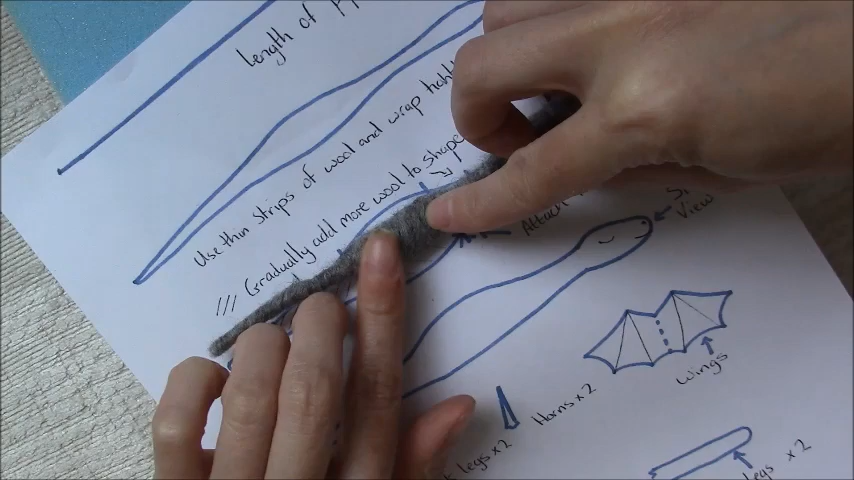 length of
Use thin strips of wool and wrap
Gradually add more wool to shape
Attach
View
wings
Horns x 2
legs x 2
legs x 2